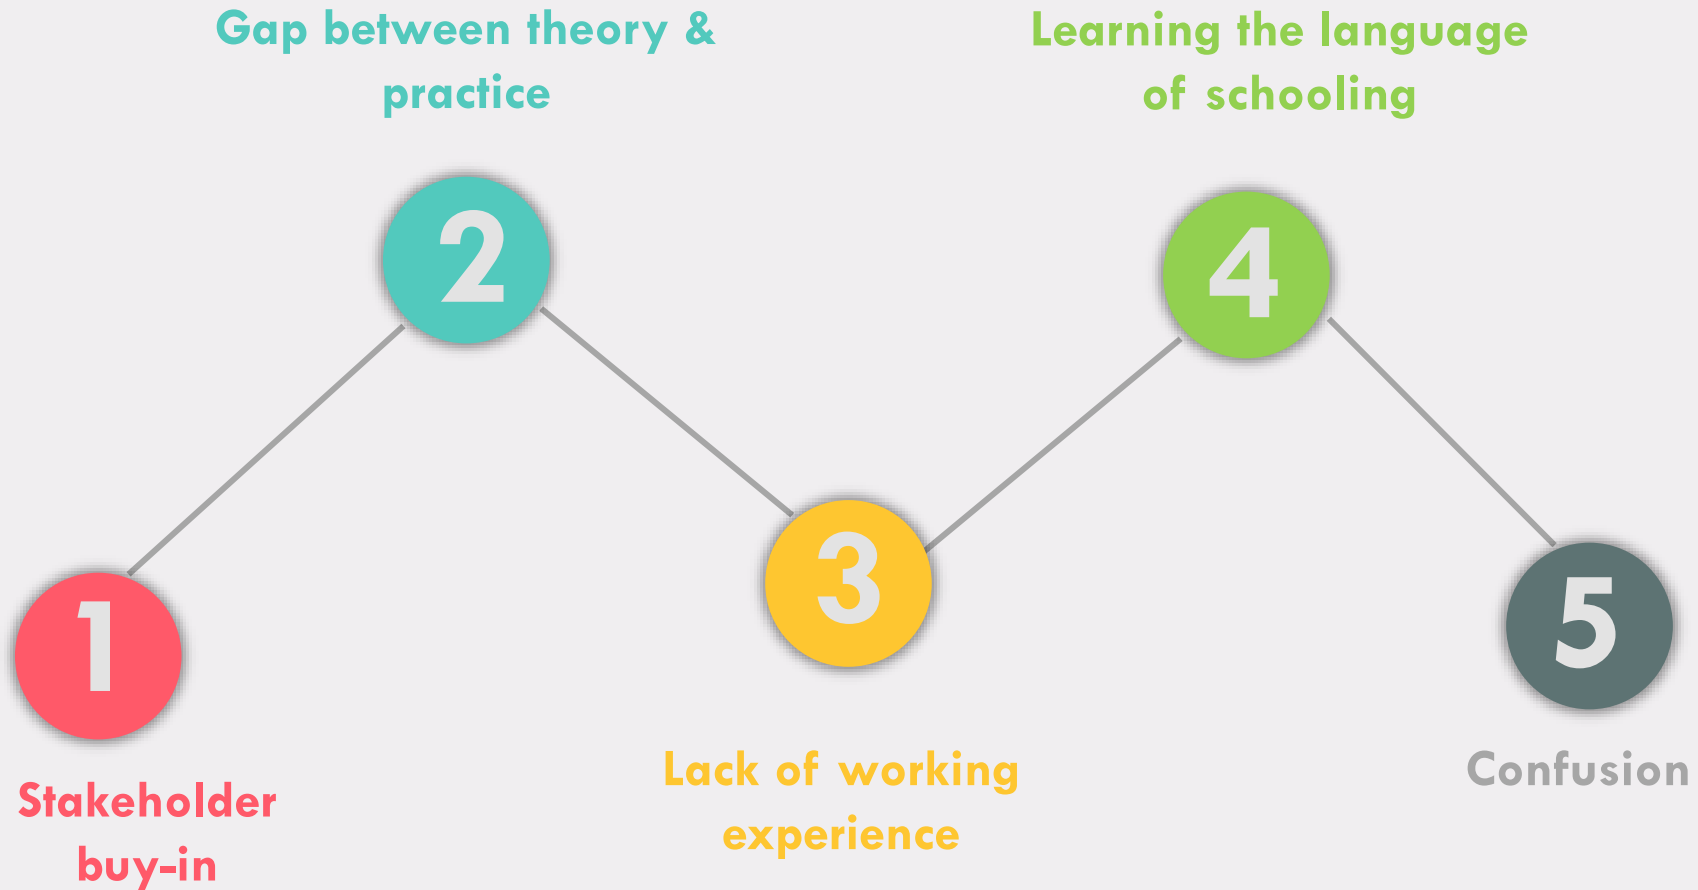 1
Stakeholder
buy-in
2
Gap between theory &
practice
3
Lack of working
experience
4
Learning the language
of schooling
5
Confusion